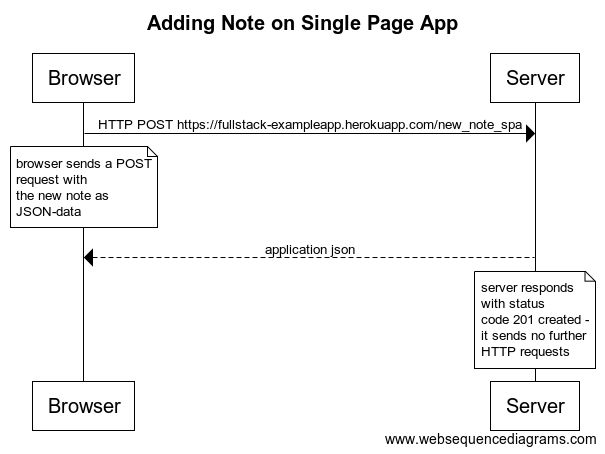 Adding Note on Single Page App
Browser
Server
HTTP POST https://fullstack-exampleapp.herokuapp.com/new_note_spa
browser sends a POST
request with
the new note as
JSON-data
application json
server responds
with status
code 201 created -
it sends no further
HTTP requests
Browser
Server
www.websequencediagrams.com